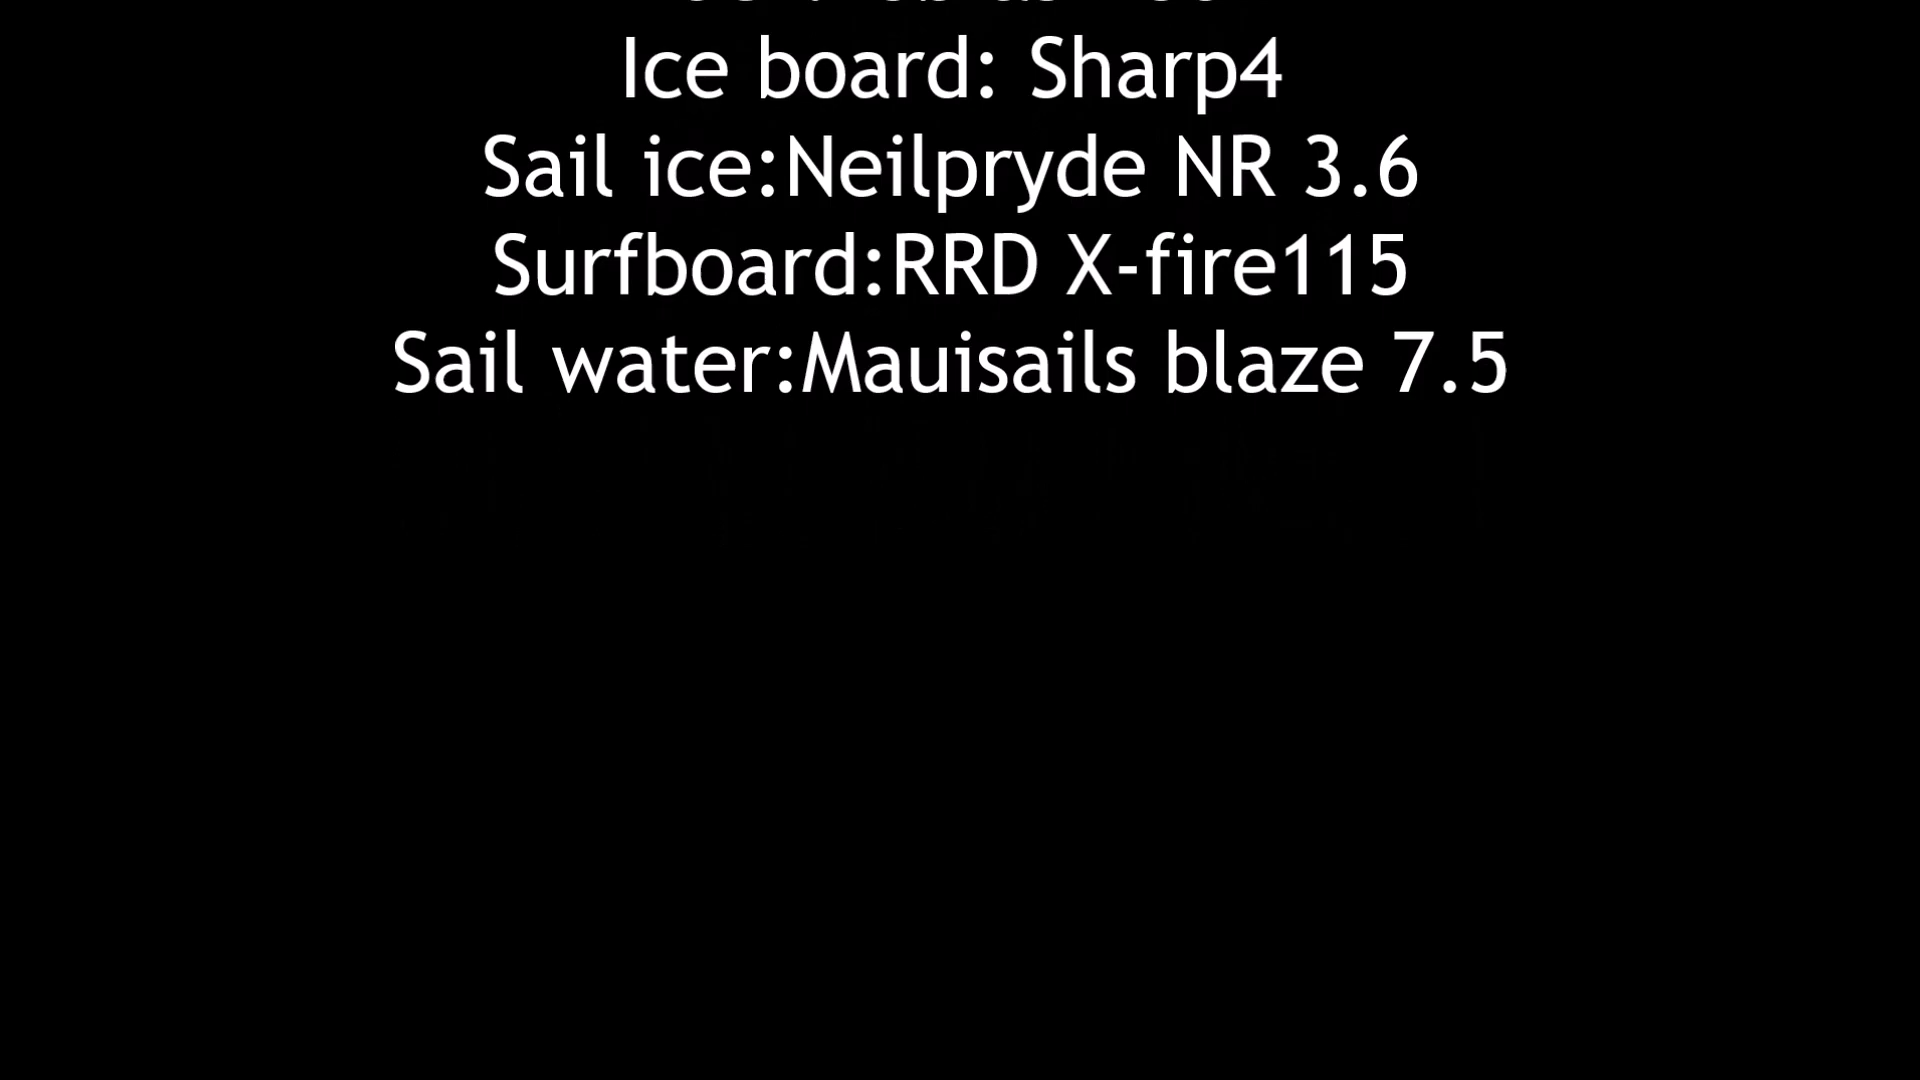 Ice board: Sharp4
Sail ice:Neilpryde NR 3.6
Surfboard:RRD X-fire115
Sail water:Mauisails blaze 7.5